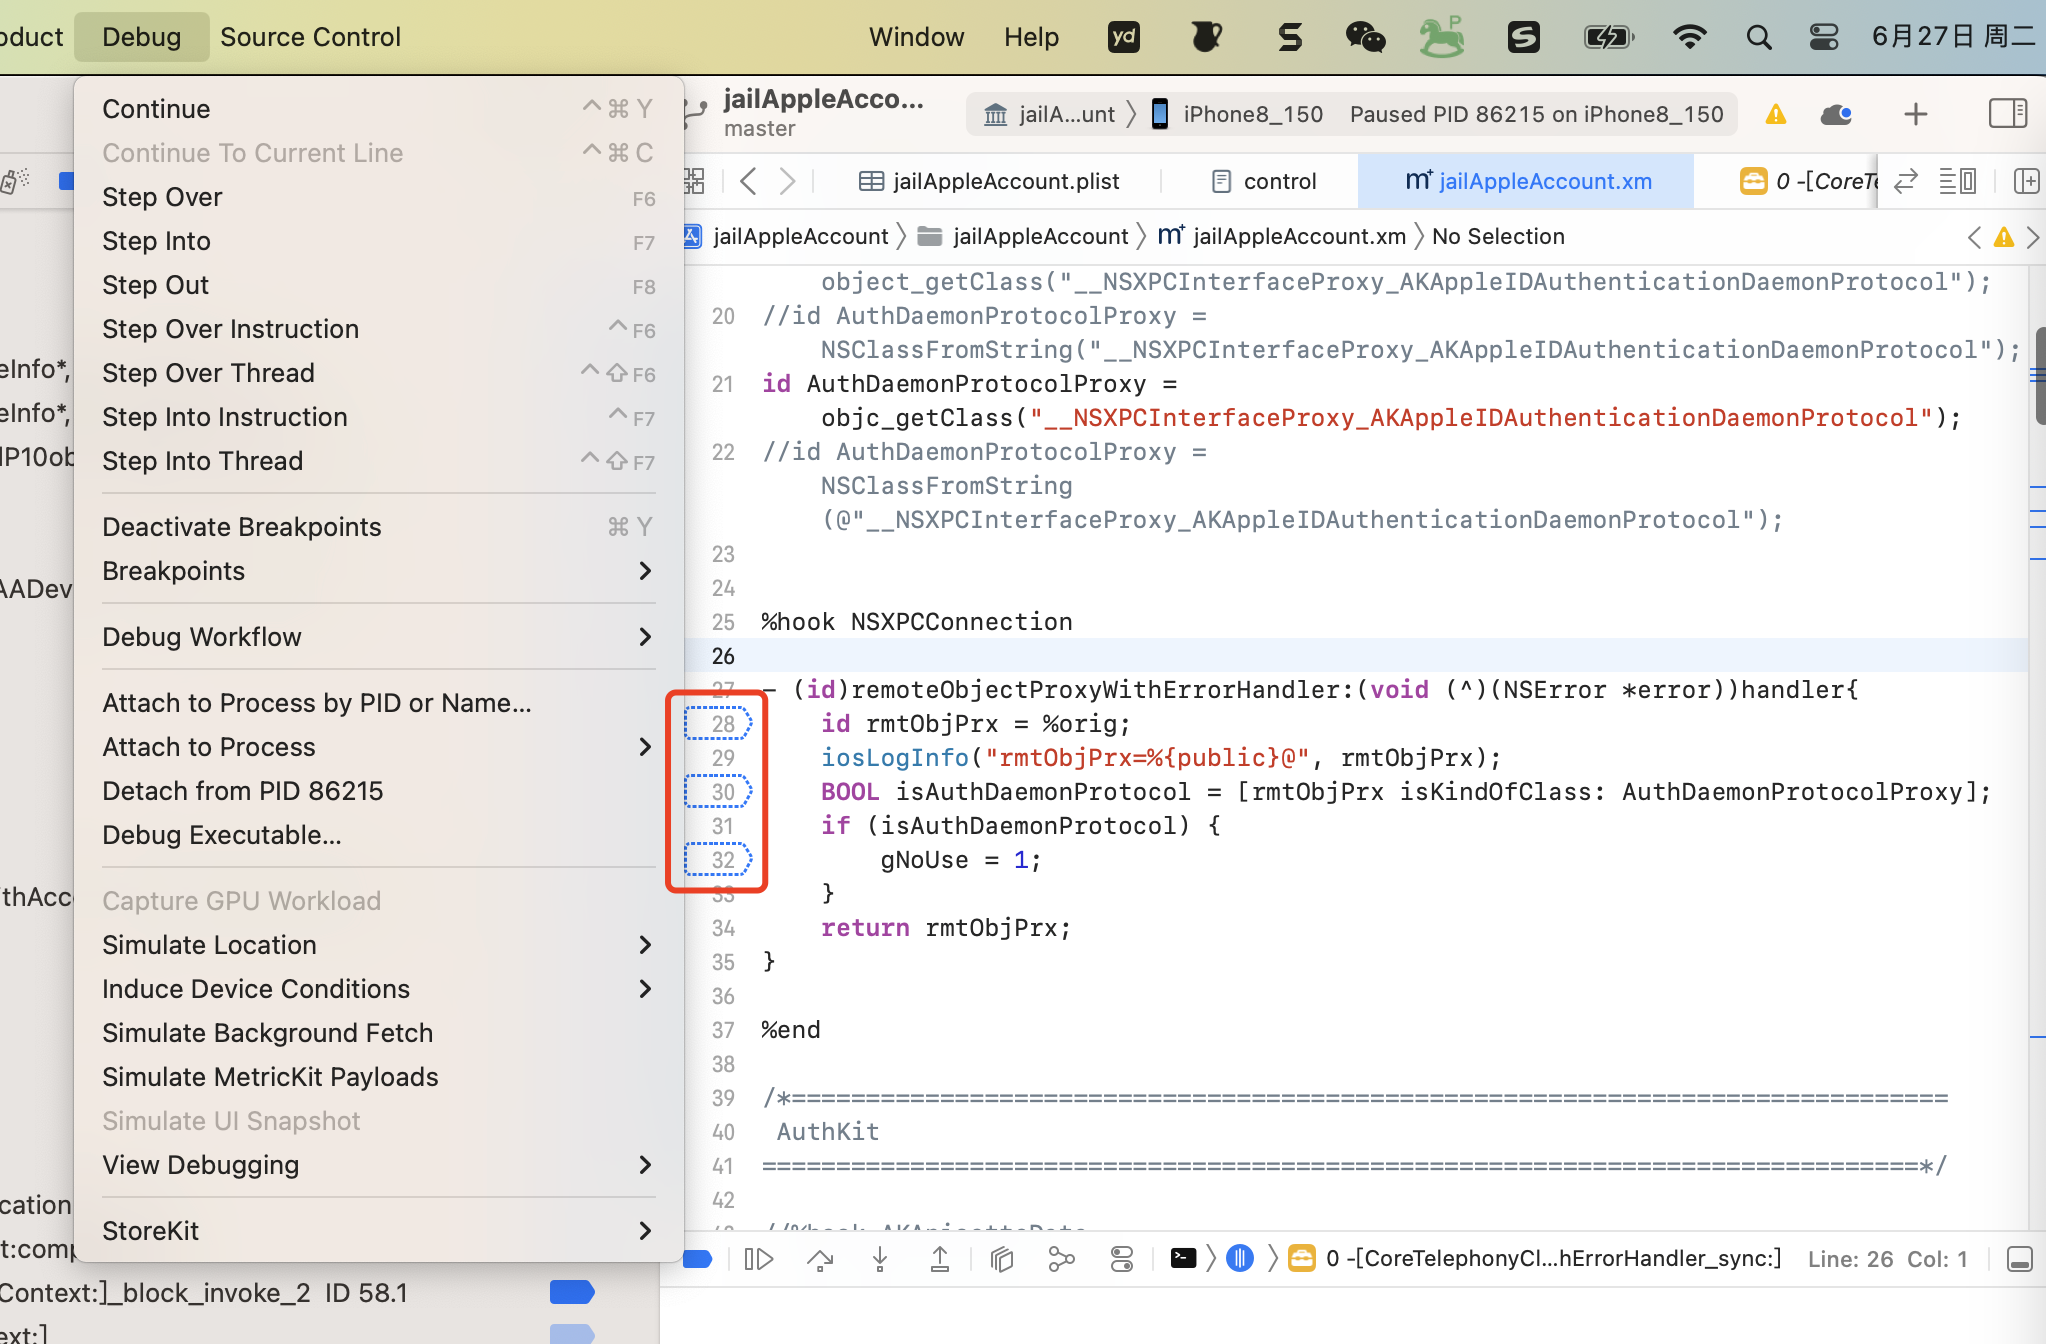 oduct Debug Source Control Window Help yd P S 6月27日 周二
Continue ^⌘Y
Continue To Current Line ^⌘C
Step Over F6
Step Into F7
Step Out F8
Step Over Instruction ^F6
Step Over Thread ^⇧F6
Step Into Instruction ^F7
Step Into Thread ^⇧F7
Deactivate Breakpoints ⌘Y
Breakpoints
Debug Workflow
Attach to Process by PID or Name...
Attach to Process
Detach from PID 86215
Debug Executable...
Capture GPU Workload
Simulate Location
Induce Device Conditions
Simulate Background Fetch
Simulate MetricKit Payloads
Simulate UI Snapshot
View Debugging
StoreKit
eInfo*,
eInfo*,
IP10ob
AADev
thAcc
cation
t:comp
Context:]_block_invoke_2 ID 58.1
ext:]
jailAppleAcco...
master
jailA...unt iPhone8_150 Paused PID 86215 on iPhone8_150
jailAppleAccount.plist control jailAppleAccount.xm 0 -[CoreTe
jailAppleAccount jailAppleAccount jailAppleAccount.xm No Selection
object_getClass("__NSXPCInterfaceProxy_AKAppleIDAuthenticationDaemonProtocol");
20 //id AuthDaemonProtocolProxy =
NSClassFromString("__NSXPCInterfaceProxy_AKAppleIDAuthenticationDaemonProtocol");
21 id AuthDaemonProtocolProxy =
objc_getClass("__NSXPCInterfaceProxy_AKAppleIDAuthenticationDaemonProtocol");
22 //id AuthDaemonProtocolProxy =
NSClassFromString
(@"__NSXPCInterfaceProxy_AKAppleIDAuthenticationDaemonProtocol");
23
24
25 %hook NSXPCConnection
26
27 - (id)remoteObjectProxyWithErrorHandler:(void (^)(NSError *error))handler{
28 id rmtObjPrx = %orig;
29 iosLogInfo("rmtObjPrx=%{public}@", rmtObjPrx);
30 BOOL isAuthDaemonProtocol = [rmtObjPrx isKindOfClass: AuthDaemonProtocolProxy];
31 if (isAuthDaemonProtocol) {
32 gNoUse = 1;
33 }
34 return rmtObjPrx;
35 }
36
37 %end
38
39 /*==============================================================================
40 AuthKit
41 ==============================================================================*/
42
0 -[CoreTelephonyCl...hErrorHandler_sync:] Line: 26 Col: 1